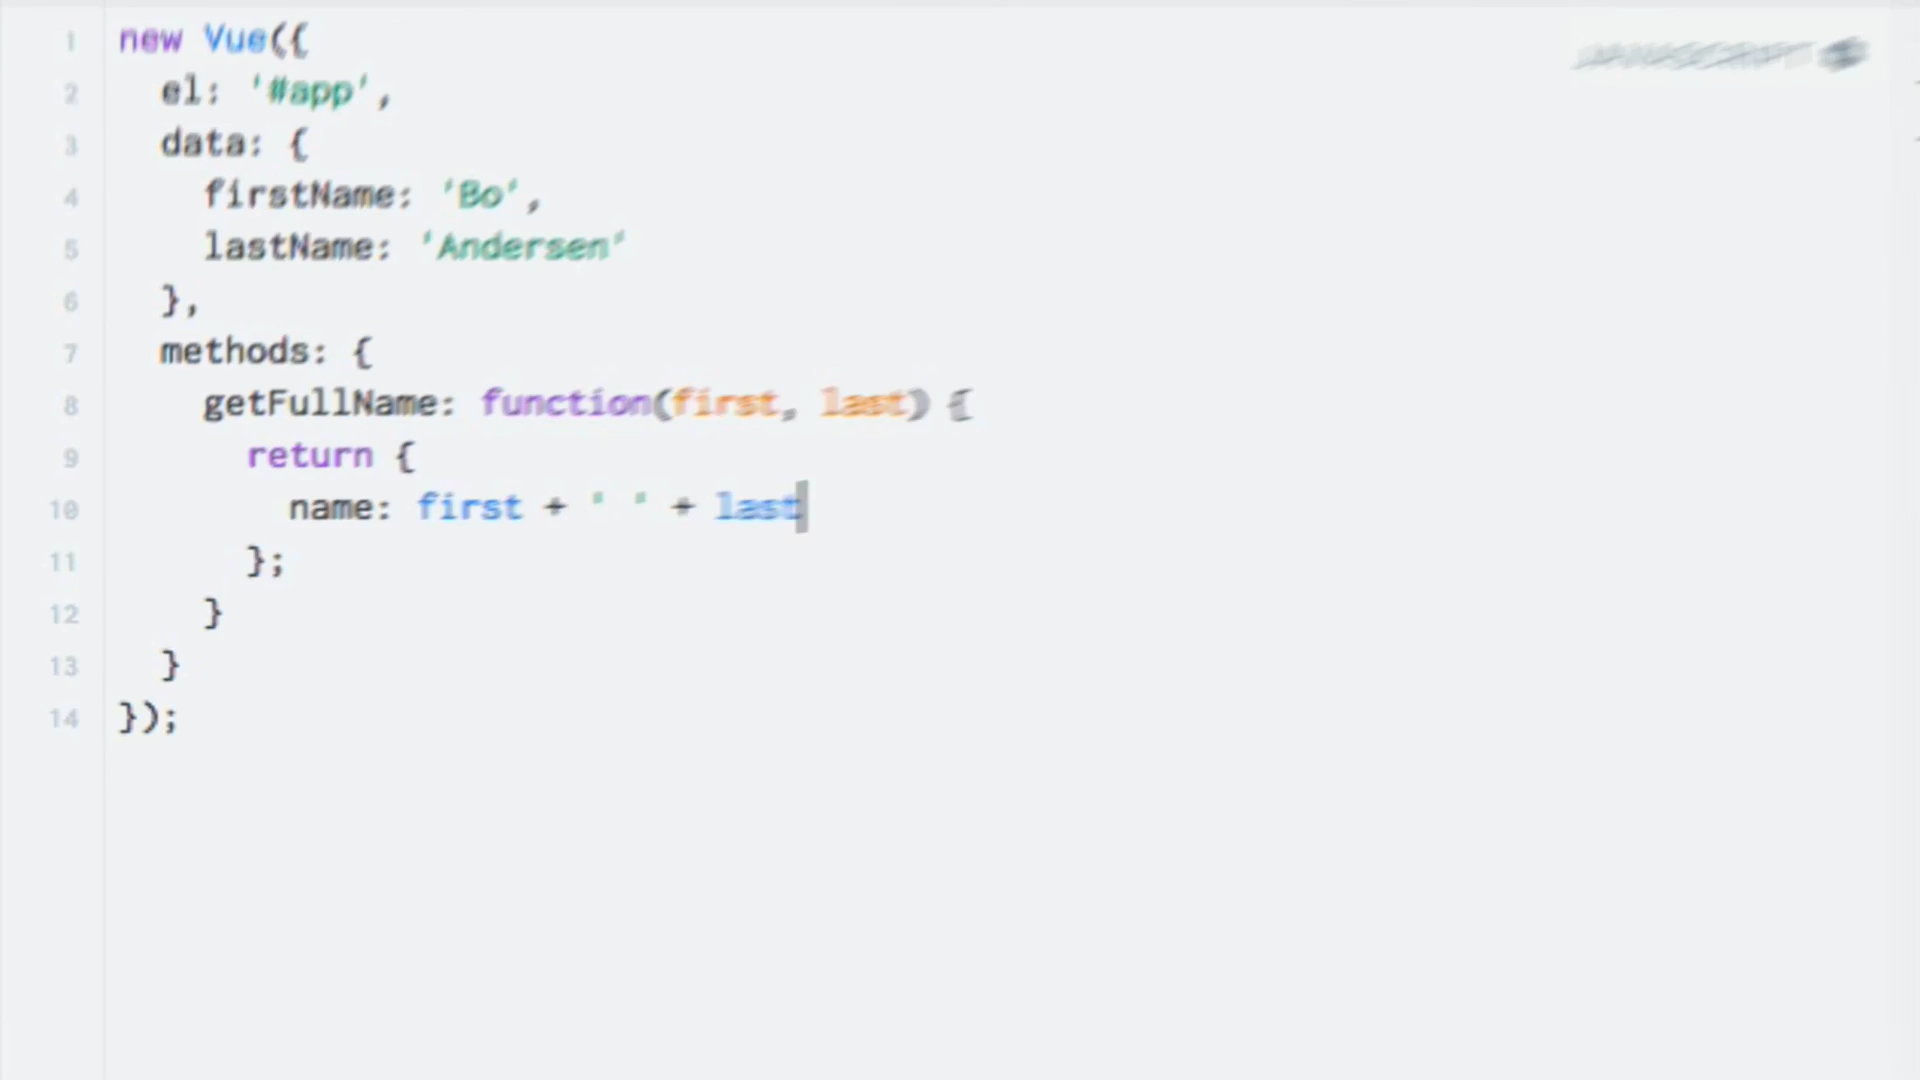 1 new Vue({
2 el: '#app',
3 data: {
4 firstName: 'Bo',
5 lastName: 'Andersen'
6 },
7 methods: {
8 getFullName: function(first, last) {
9 return {
10 name: first + ' ' + last
11 };
12 }
13 }
14 });